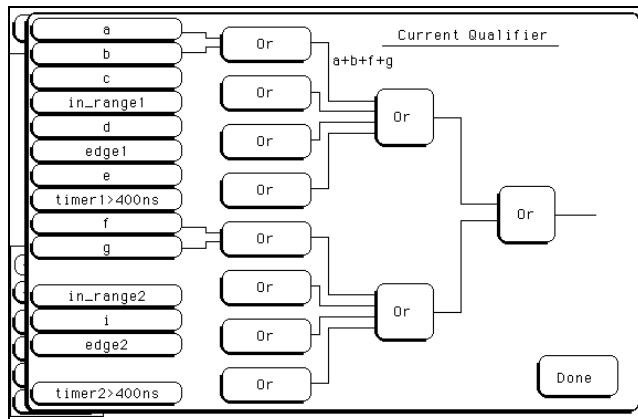 Current Qualifier
a
b
c
in_range1
d
edge1
e
timer1>400ns
f
g
in_range2
i
edge2
timer2>400ns
Or
Or
Or
Or
Or
Or
Or
Or
a+b+f+g
Or
Or
Or
Done